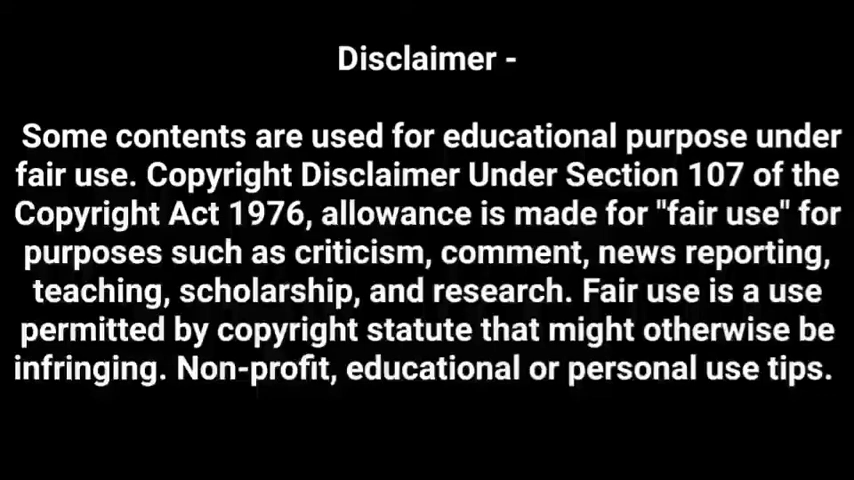 Disclaimer -
Some contents are used for educational purpose under
fair use. Copyright Disclaimer Under Section 107 of the
Copyright Act 1976, allowance is made for "fair use" for
purposes such as criticism, comment, news reporting,
teaching, scholarship, and research. Fair use is a use
permitted by copyright statute that might otherwise be
infringing. Non-profit, educational or personal use tips.